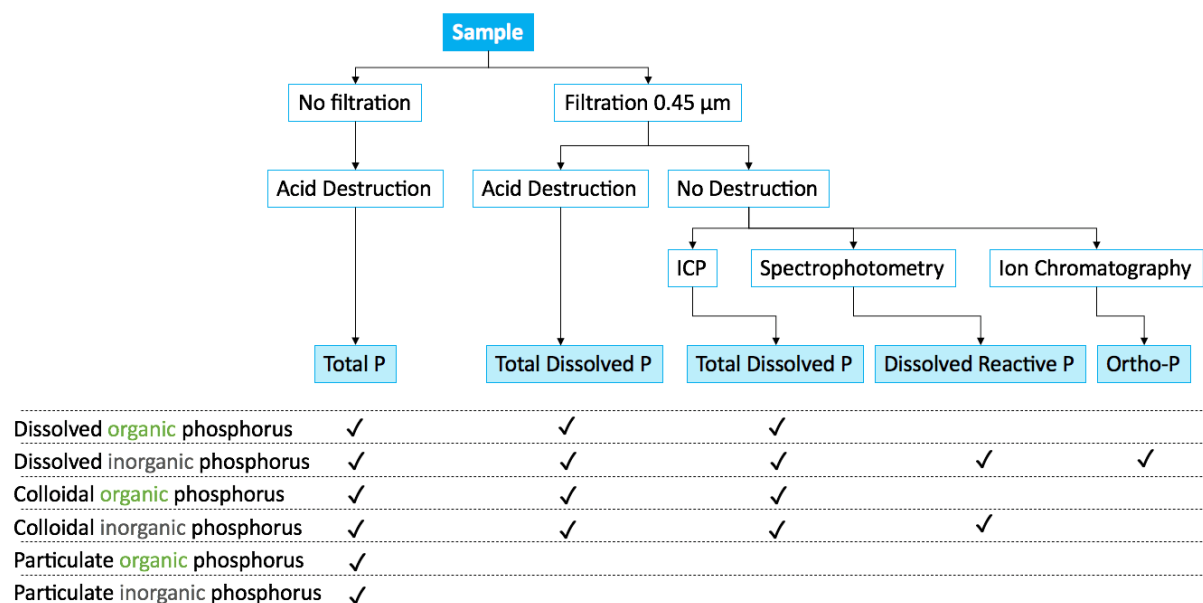 Sample
No filtration
Filtration 0.45 µm
Acid Destruction
Acid Destruction
No Destruction
ICP
Spectrophotometry
Ion Chromatography
Total P
Total Dissolved P
Total Dissolved P
Dissolved Reactive P
Ortho-P
Dissolved organic phosphorus ✓ ✓ ✓
Dissolved inorganic phosphorus ✓ ✓ ✓ ✓ ✓
Colloidal organic phosphorus ✓ ✓ ✓
Colloidal inorganic phosphorus ✓ ✓ ✓ ✓
Particulate organic phosphorus ✓
Particulate inorganic phosphorus ✓